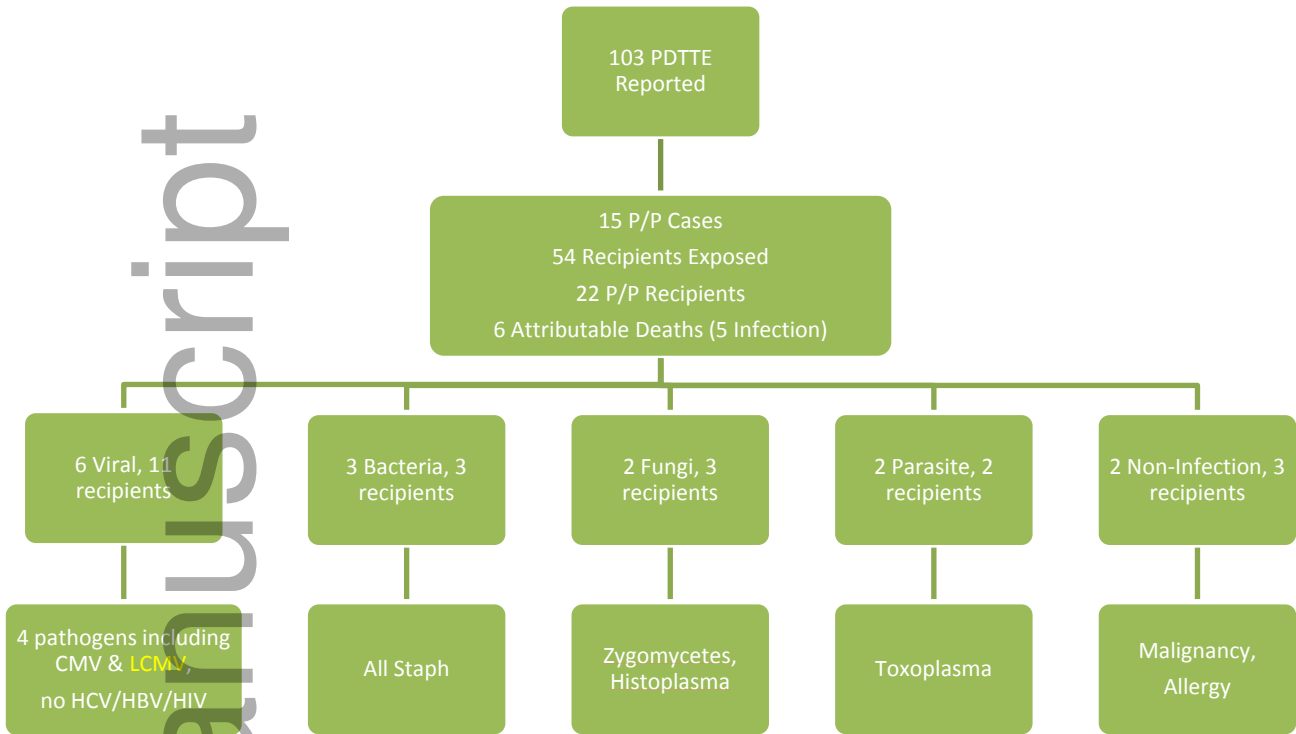 103 PDTTE
Reported
15 P/P Cases
54 Recipients Exposed
22 P/P Recipients
6 Attributable Deaths (5 Infection)
6 Viral, 11
recipients
3 Bacteria, 3
recipients
2 Fungi, 3
recipients
2 Parasite, 2
recipients
2 Non-Infection, 3
recipients
4 pathogens including
CMV & LCMV,
no HCV/HBV/HIV
All Staph
Zygomycetes,
Histoplasma
Toxoplasma
Malignancy,
Allergy
anuscript